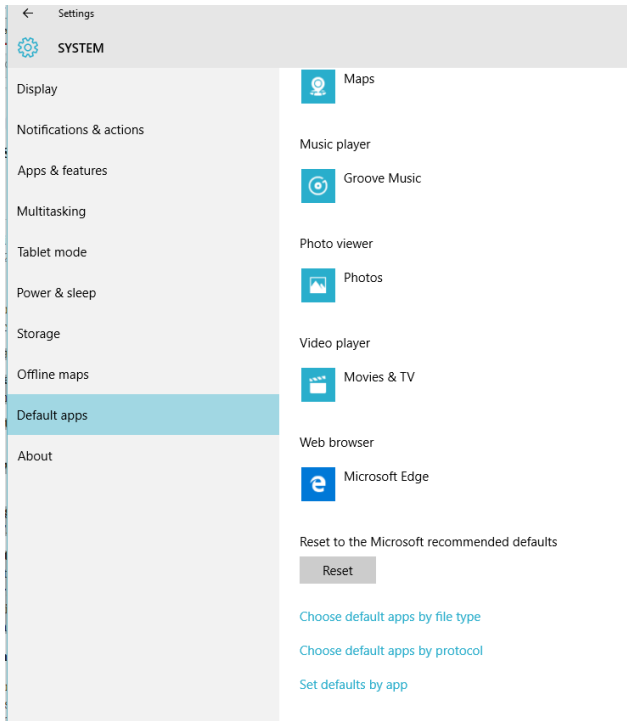 Settings
SYSTEM
Display
Notifications & actions
Apps & features
Multitasking
Tablet mode
Power & sleep
Storage
Offline maps
Default apps
About
Maps
Music player
Groove Music
Photo viewer
Photos
Video player
Movies & TV
Web browser
Microsoft Edge
Reset to the Microsoft recommended defaults
Reset
Choose default apps by file type
Choose default apps by protocol
Set defaults by app